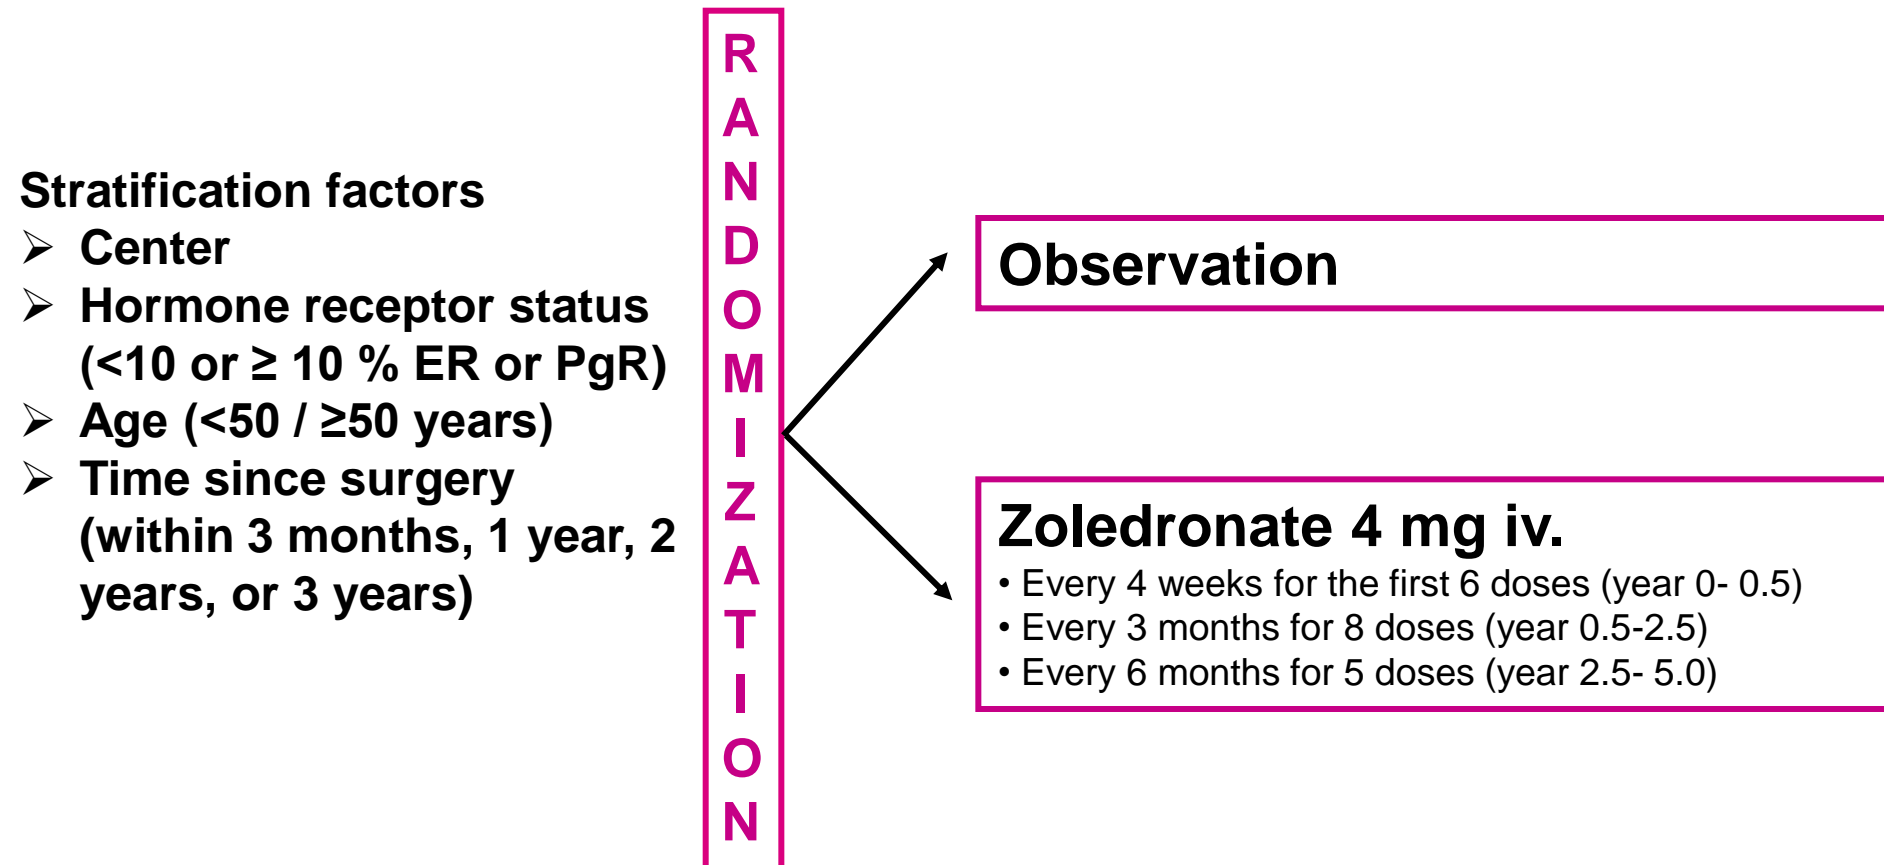 Stratification factors
➢ Center
➢ Hormone receptor status
(<10 or ≥ 10 % ER or PgR)
➢ Age (<50 / ≥50 years)
➢ Time since surgery
(within 3 months, 1 year, 2
years, or 3 years)
R
A
N
D
O
M
I
Z
A
T
I
O
N
Observation
Zoledronate 4 mg iv.
• Every 4 weeks for the first 6 doses (year 0- 0.5)
• Every 3 months for 8 doses (year 0.5-2.5)
• Every 6 months for 5 doses (year 2.5- 5.0)